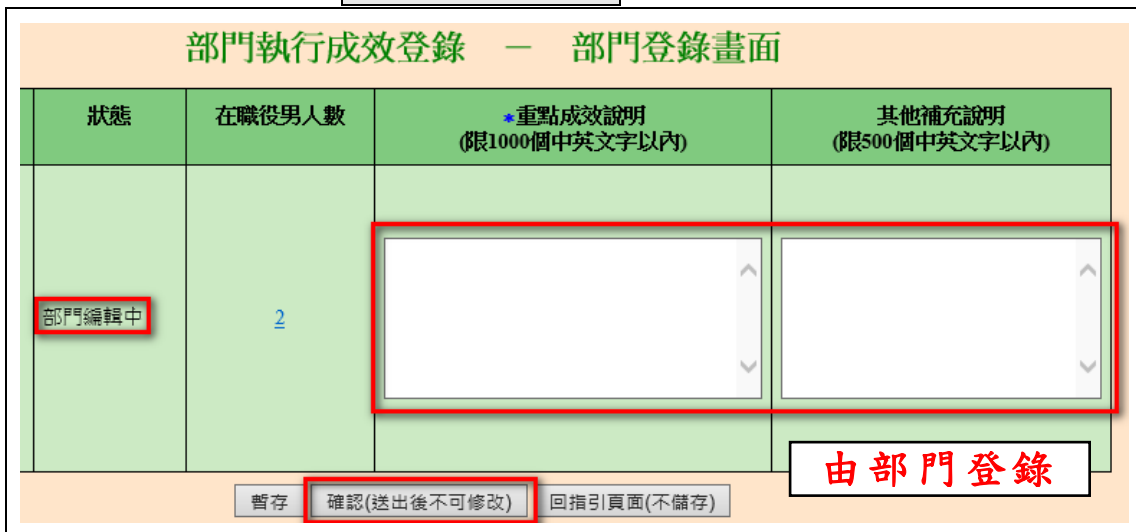 部門執行成效登錄 － 部門登錄畫面
狀態
在職役男人數
*重點成效說明
(限1000個中英文字以內)
其他補充說明
(限500個中英文字以內)
部門編輯中
2
由部門登錄
暫存
確認(送出後不可修改)
回指引頁面(不儲存)